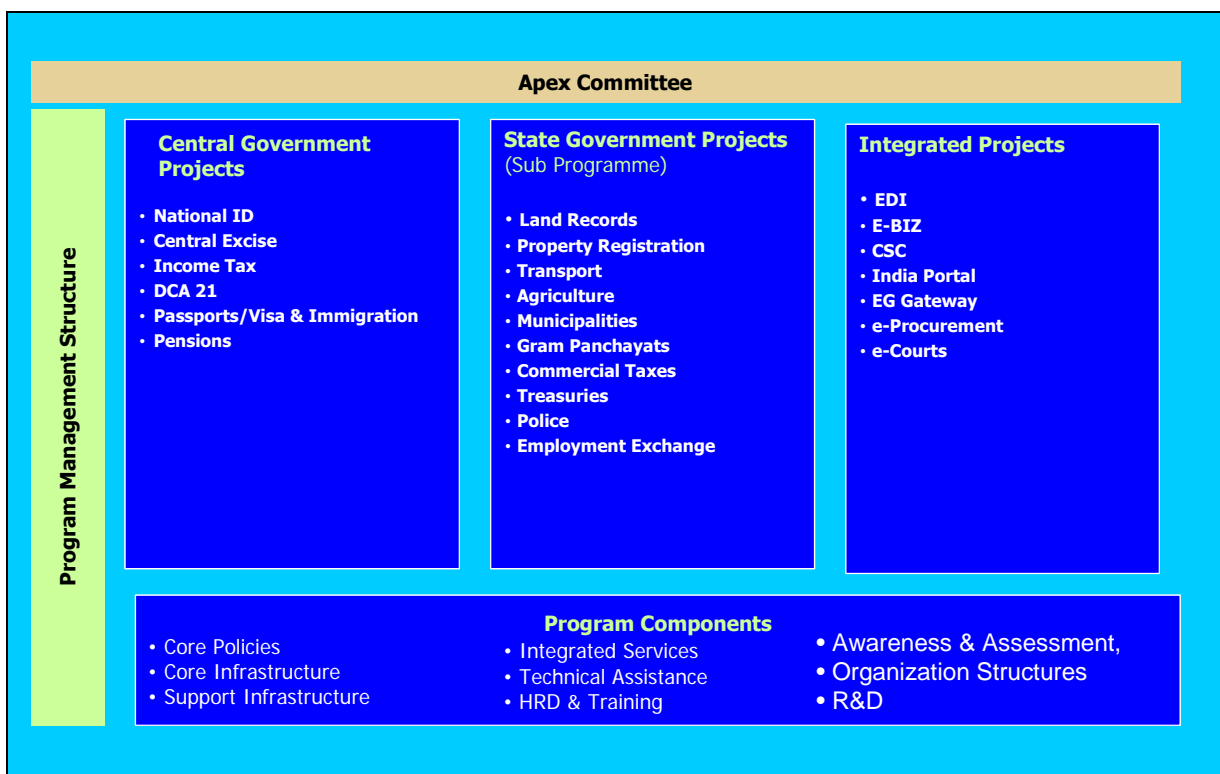 Apex Committee
Program Management Structure
Central Government
Projects
• National ID
• Central Excise
• Income Tax
• DCA 21
• Passports/Visa & Immigration
• Pensions
State Government Projects
(Sub Programme)
• Land Records
• Property Registration
• Transport
• Agriculture
• Municipalities
• Gram Panchayats
• Commercial Taxes
• Treasuries
• Police
• Employment Exchange
Integrated Projects
• EDI
• E-BIZ
• CSC
• India Portal
• EG Gateway
• e-Procurement
• e-Courts
Program Components
• Core Policies
• Core Infrastructure
• Support Infrastructure
• Integrated Services
• Technical Assistance
• HRD & Training
• Awareness & Assessment,
• Organization Structures
• R&D